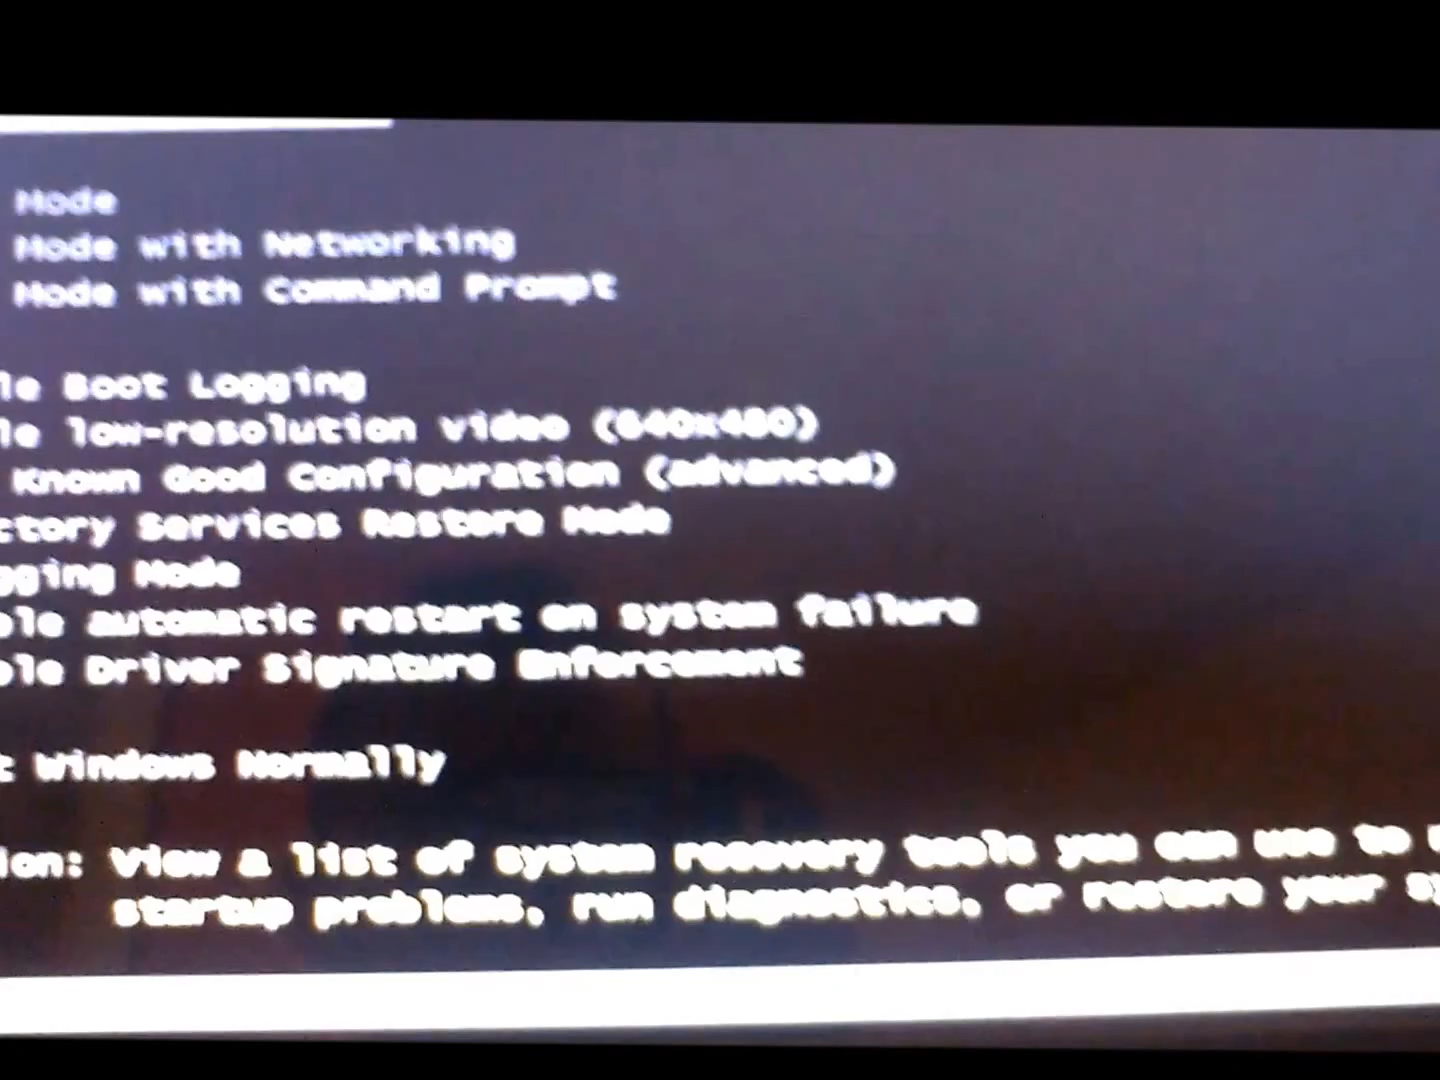 Mode
Mode with Networking
Mode with Command Prompt
le Boot Logging
le low-resolution video (640x480)
Known Good Configuration (advanced)
ctory Services Restore Mode
gging Mode
ble automatic restart on system failure
ble Driver Signature Enforcement
t Windows Normally
ion: View a list of system recovery tools you can use to
startup problems, run diagnostics, or restore your sy